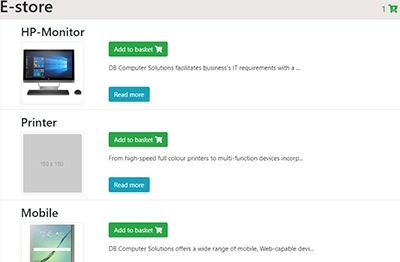 E-store
1
HP-Monitor
Add to basket
DB Computer Solutions facilitates business's IT requirements with a ...
Read more
Printer
150 x 100
Add to basket
From high-speed full colour printers to multi-function devices incorp...
Read more
Mobile
Add to basket
DB Computer Solutions offers a wide range of mobile, Web-capable devi...